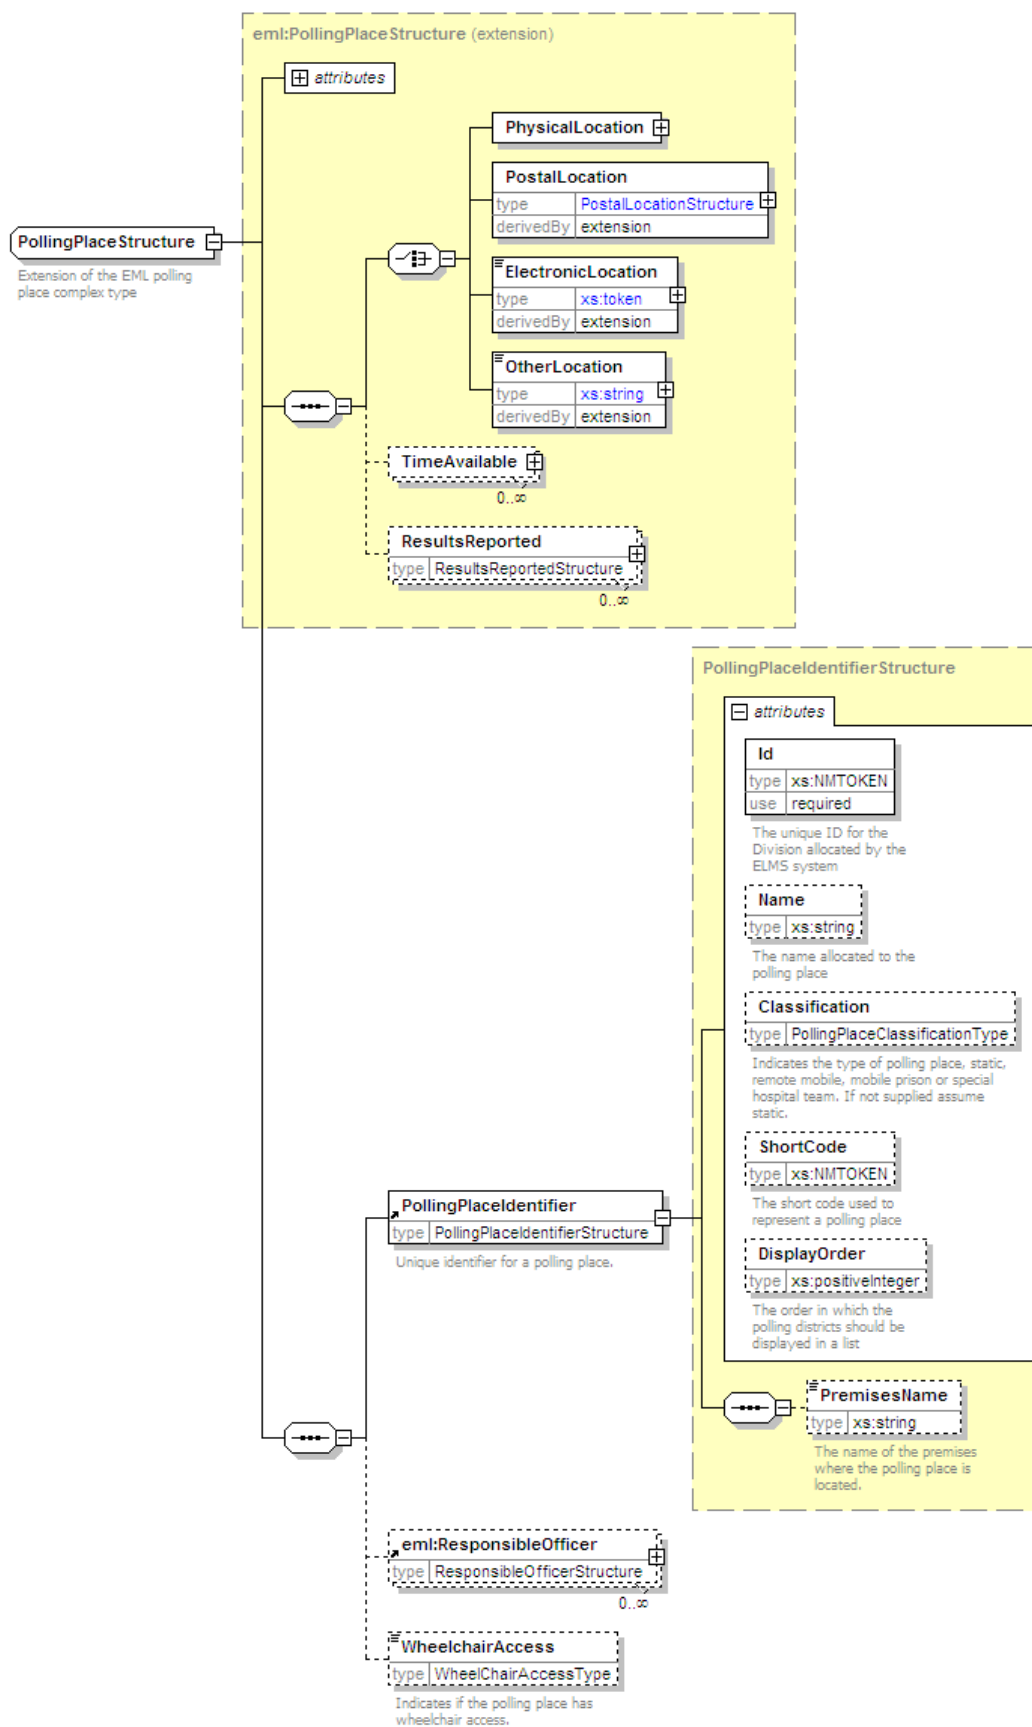 eml:PollingPlaceStructure (extension)
attributes
PhysicalLocation
PostalLocation
type PostalLocationStructure
derivedBy extension
PollingPlaceStructure
Extension of the EML polling
place complex type
ElectronicLocation
type xs:token
derivedBy extension
OtherLocation
type xs:string
derivedBy extension
TimeAvailable
0..∞
ResultsReported
type ResultsReportedStructure
0..∞
PollingPlaceIdentifierStructure
attributes
Id
type xs:NMTOKEN
use required
The unique ID for the
Division allocated by the
ELMS system
Name
type xs:string
The name allocated to the
polling place
Classification
type PollingPlaceClassificationType
Indicates the type of polling place, static,
remote mobile, mobile prison or special
hospital team. If not supplied assume
static.
ShortCode
type xs:NMTOKEN
The short code used to
represent a polling place
PollingPlaceIdentifier
type PollingPlaceIdentifierStructure
Unique identifier for a polling place.
DisplayOrder
type xs:positiveInteger
The order in which the
polling districts should be
displayed in a list
PremisesName
type xs:string
The name of the premises
where the polling place is
located.
eml:ResponsibleOfficer
type ResponsibleOfficerStructure
0..∞
WheelchairAccess
type WheelChairAccessType
Indicates if the polling place has
wheelchair access.